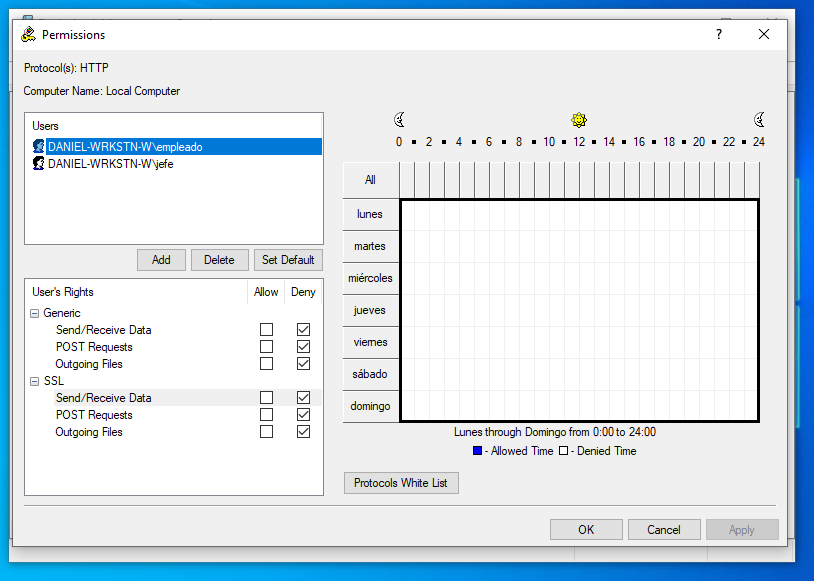 Permissions
Protocol(s): HTTP
Computer Name: Local Computer
Users
DANIEL-WRKSTN-W\empleado
DANIEL-WRKSTN-W\jefe
Add Delete Set Default
User's Rights Allow Deny
Generic
Send/Receive Data
POST Requests
Outgoing Files
SSL
Send/Receive Data
POST Requests
Outgoing Files
0 2 4 6 8 10 12 14 16 18 20 22 24
All
lunes
martes
miércoles
jueves
viernes
sábado
domingo
Lunes through Domingo from 0:00 to 24:00
- Allowed Time - Denied Time
Protocols White List
OK Cancel Apply